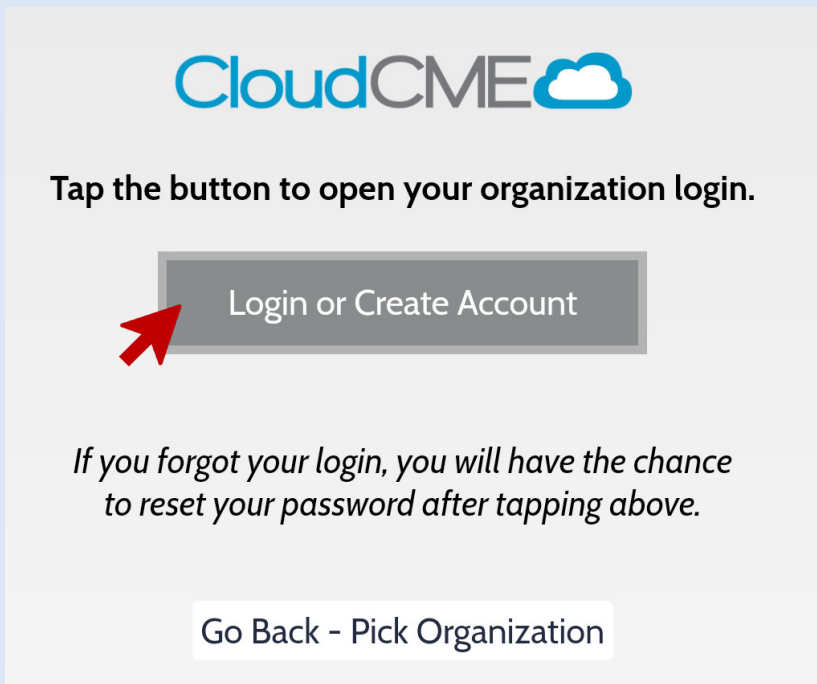 CloudCME
Tap the button to open your organization login.
Login or Create Account
If you forgot your login, you will have the chance
to reset your password after tapping above.
Go Back - Pick Organization